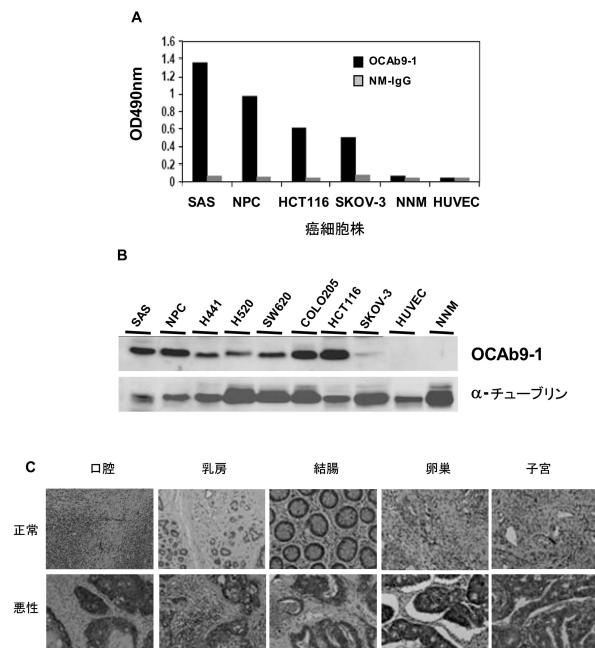 A
OD490nm
1.6
1.4
1.2
1
0.8
0.6
0.4
0.2
0
OCAb9-1
NM-IgG
SAS NPC HCT116 SKOV-3 NNM HUVEC
癌細胞株
B
SAS NPC H441 H520 SW620 COLO205 HCT116 SKOV-3 HUVEC NNM
OCAb9-1
α-チューブリン
C
口腔 乳房 結腸 卵巣 子宮
正常
悪性